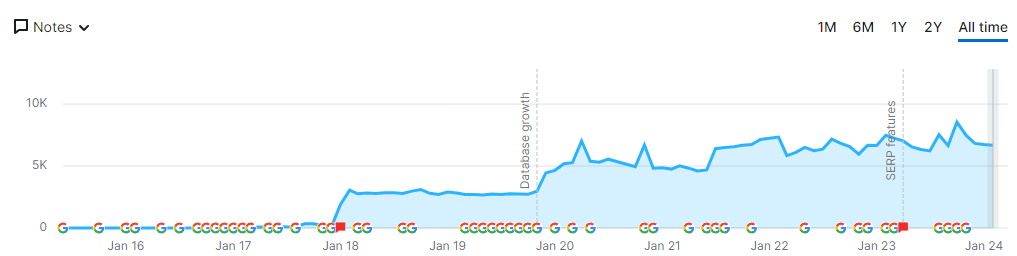 Notes
1M 6M 1Y 2Y All time
10K
5K
0
Database growth
SERP features
Jan 16 Jan 17 Jan 18 Jan 19 Jan 20 Jan 21 Jan 22 Jan 23 Jan 24